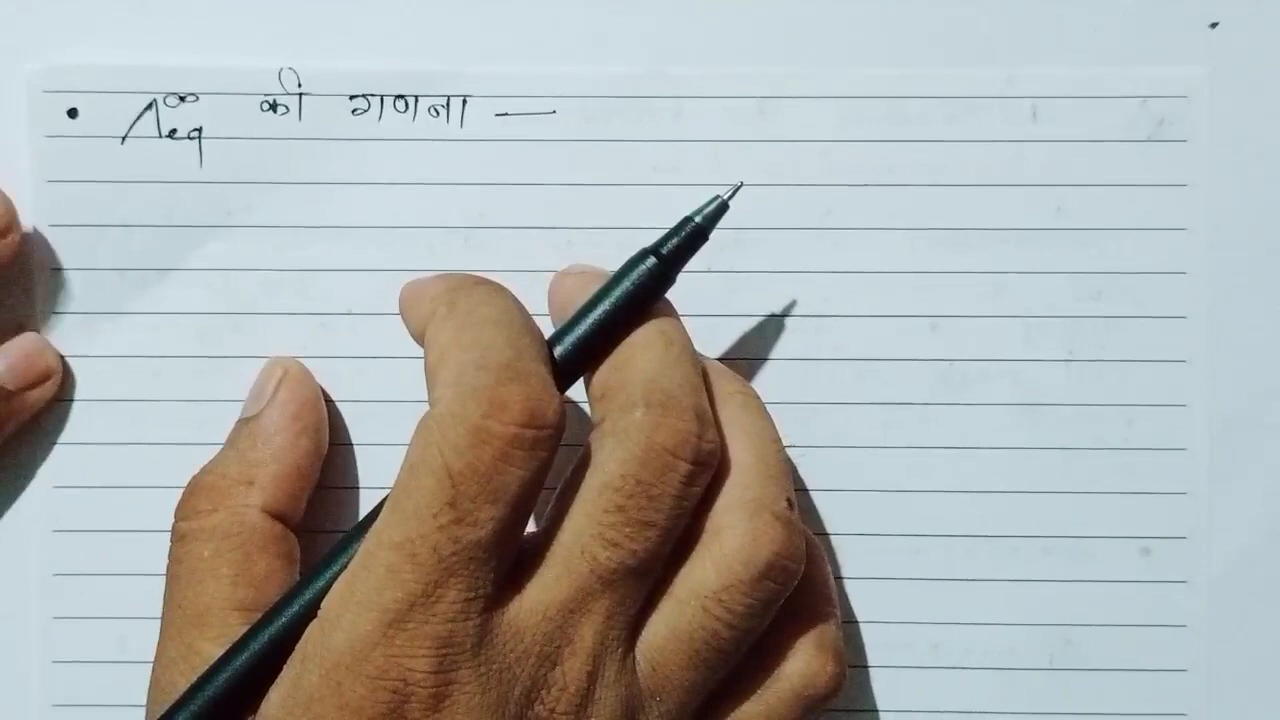 • Λ∞eq की गणना —